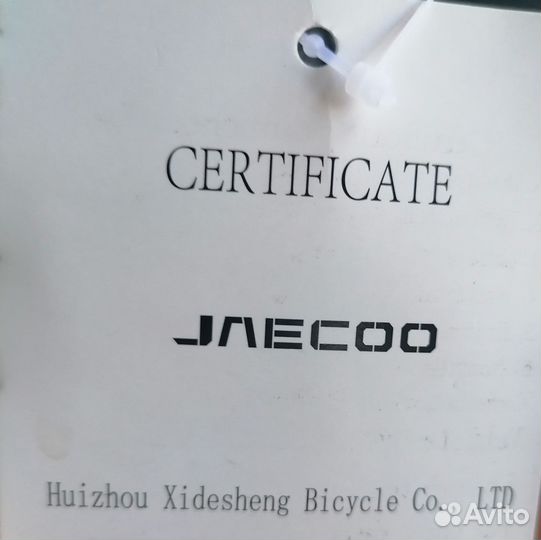 CERTIFICATE
JAECOO
Huizhou Xidesheng Bicycle Co., LTD
Avito